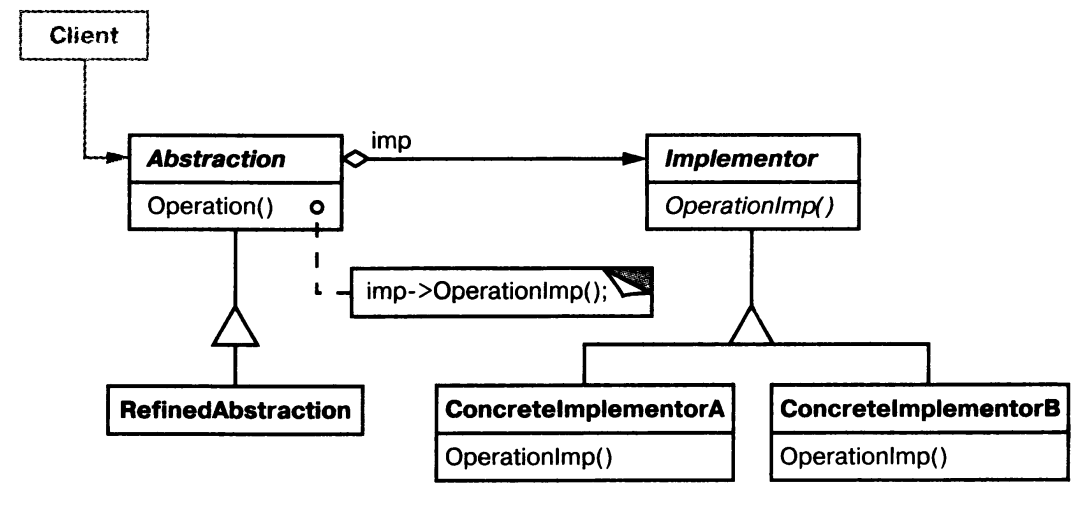 Client
imp
Abstraction
Implementor
Operation()
OperationImp()
imp->OperationImp();
RefinedAbstraction
ConcreteImplementorA
ConcreteImplementorB
OperationImp()
OperationImp()